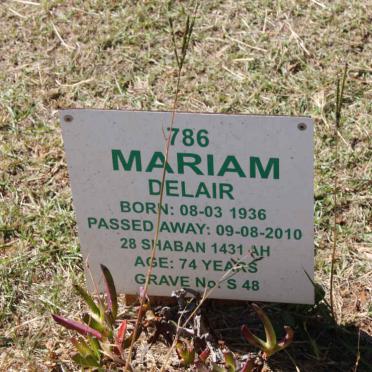 786
MARIAM
DELAIR
BORN: 08-03 1936
PASSED AWAY: 09-08-2010
28 SHABAN 1431 AH
AGE: 74 YEARS
GRAVE No: S 48